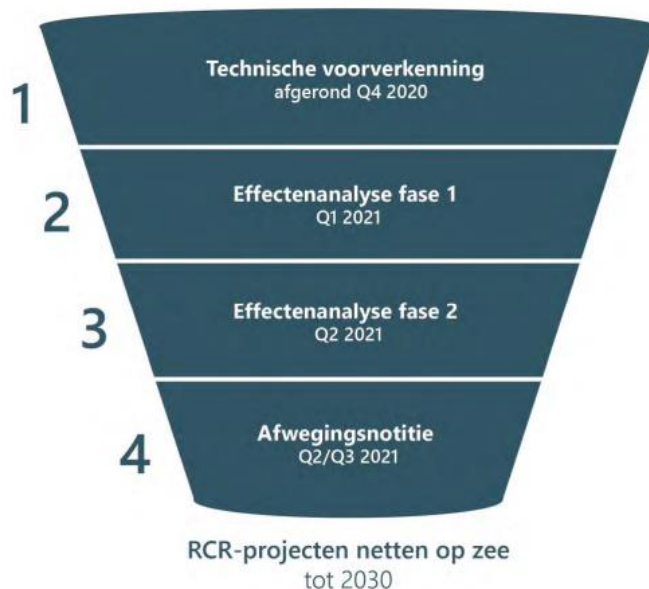 1
Technische voorverkenning
afgerond Q4 2020
2
Effectenanalyse fase 1
Q1 2021
3
Effectenanalyse fase 2
Q2 2021
4
Afwegingsnotitie
Q2/Q3 2021
RCR-projecten netten op zee
tot 2030